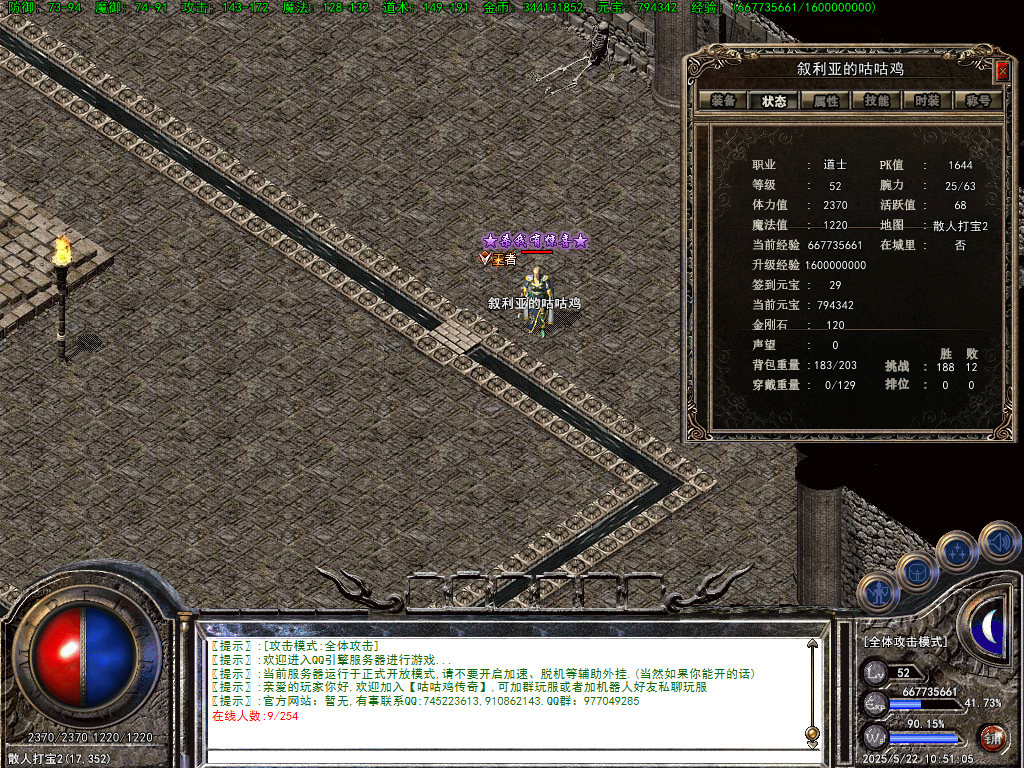 防御: 73-94 魔御: 74-91 攻击: 143-172 魔法: 128-132 道术: 149-191 金币: 344131852 元宝: 794342 经验: (667735661/1600000000)
叙利亚的咕咕鸡
装备 状态 属性 技能 时装 称号
职业 : 道士 PK值 : 1644
等级 : 52 腕力 : 25/63
体力值 : 2370 活跃值 : 68
魔法值 : 1220 地图 : 散人打宝2
当前经验 667735661 在城里 : 否
升级经验 1600000000
签到元宝 : 29
当前元宝 : 794342
金刚石 : 120
声望 : 0
胜 败
背包重量 : 183/203 挑战 : 188 12
穿戴重量 : 0/129 排位 : 0 0
王者
叙利亚的咕咕鸡
〖提示〗:[攻击模式:全体攻击]
〖提示〗:欢迎进入QQ引擎服务器进行游戏...
〖提示〗:当前服务器运行于正式开放模式,请不要开启加速、脱机等辅助外挂.(当然如果你能开的话)
〖提示〗:亲爱的玩家你好,欢迎加入【咕咕鸡传奇】,可加群玩服或者加机器人好友私聊玩服
〖提示〗:官方网站：暂无,有事联系QQ:745223613,910862143,QQ群：977049285
在线人数:9/254
2370/2370 1220/1220
散人打宝2(17,352)
[全体攻击模式]
Lv 52
667735661
Exp 41.73%
90.15%
W
铺
2025/5/22 10:51:05